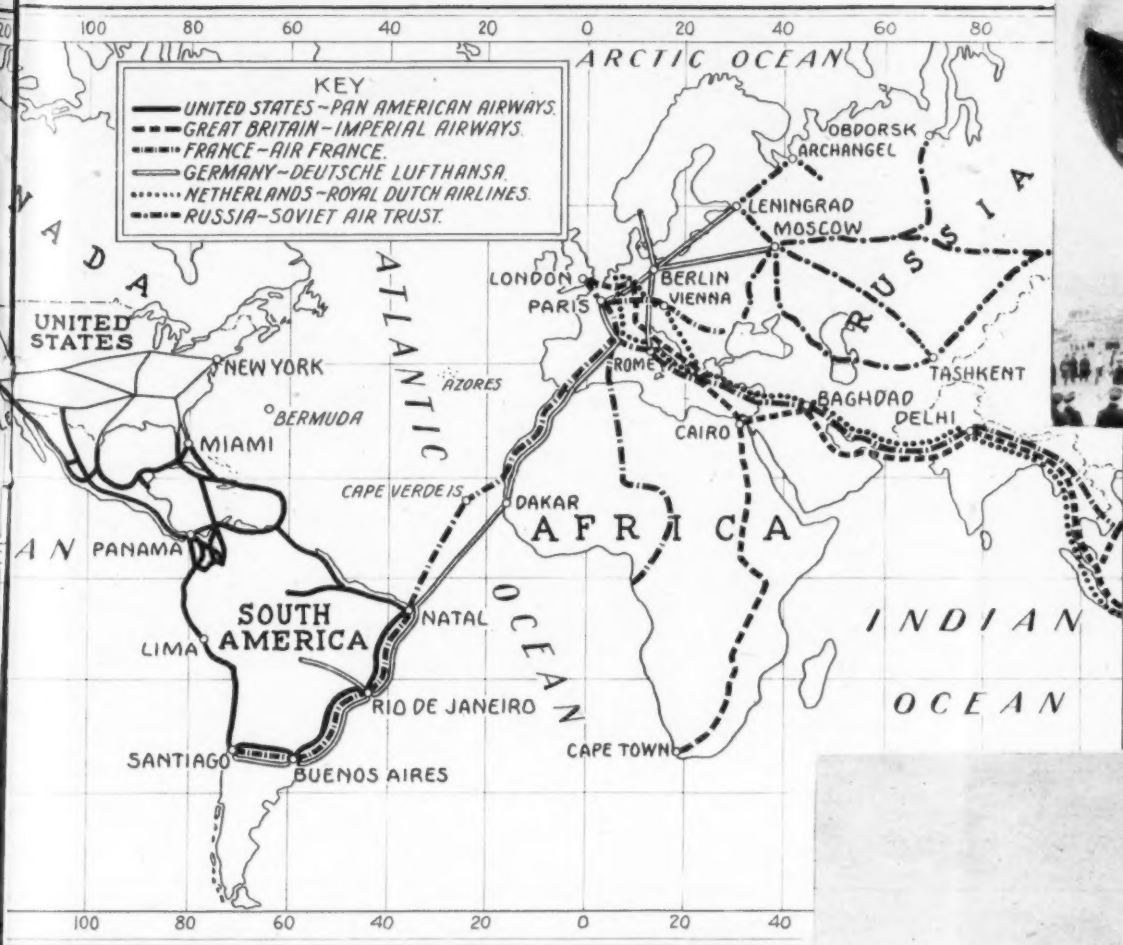 20 100 80 60 40 20 0 20 40 60 80
ARCTIC OCEAN
KEY
UNITED STATES~PAN AMERICAN AIRWAYS.
GREAT BRITAIN~IMPERIAL AIRWAYS.
FRANCE~AIR FRANCE.
GERMANY~DEUTSCHE LUFTHANSA.
NETHERLANDS~ROYAL DUTCH AIRLINES.
RUSSIA~SOVIET AIR TRUST.
OBDORSK
ARCHANGEL
NADA
LENINGRAD
MOSCOW
RUSSIA
ATLANTIC
LONDON
BERLIN
PARIS
VIENNA
UNITED
STATES
NEW YORK
ROME
TASHKENT
AZORES
BERMUDA
BAGHDAD
DELHI
MIAMI
CAIRO
CAPE VERDE IS
DAKAR
AFRICA
AN
PANAMA
OCEAN
SOUTH
AMERICA
NATAL
INDIAN
LIMA
RIO DE JANEIRO
OCEAN
SANTIAGO
BUENOS AIRES
CAPE TOWN
100 80 60 40 20 0 20 40